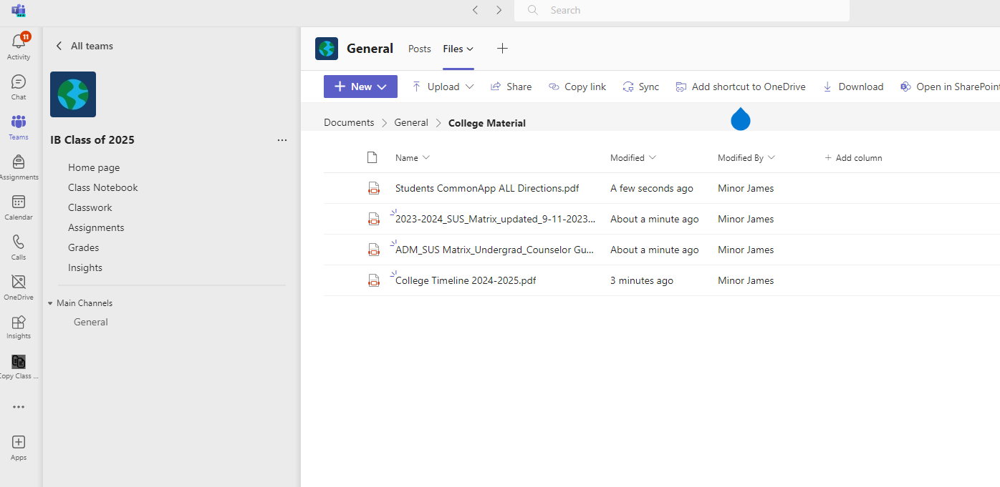 Search
11
Activity
Chat
Teams
Assignments
Calendar
Calls
OneDrive
Insights
Copy Class ...
Apps
All teams
IB Class of 2025
Home page
Class Notebook
Classwork
Assignments
Grades
Insights
Main Channels
General
General Posts Files
New Upload Share Copy link Sync Add shortcut to OneDrive Download Open in SharePoint
Documents General College Material
Name Modified Modified By + Add column
Students CommonApp ALL Directions.pdf A few seconds ago Minor James
2023-2024_SUS_Matrix_updated_9-11-2023... About a minute ago Minor James
ADM_SUS Matrix_Undergrad_Counselor Gu... About a minute ago Minor James
College Timeline 2024-2025.pdf 3 minutes ago Minor James